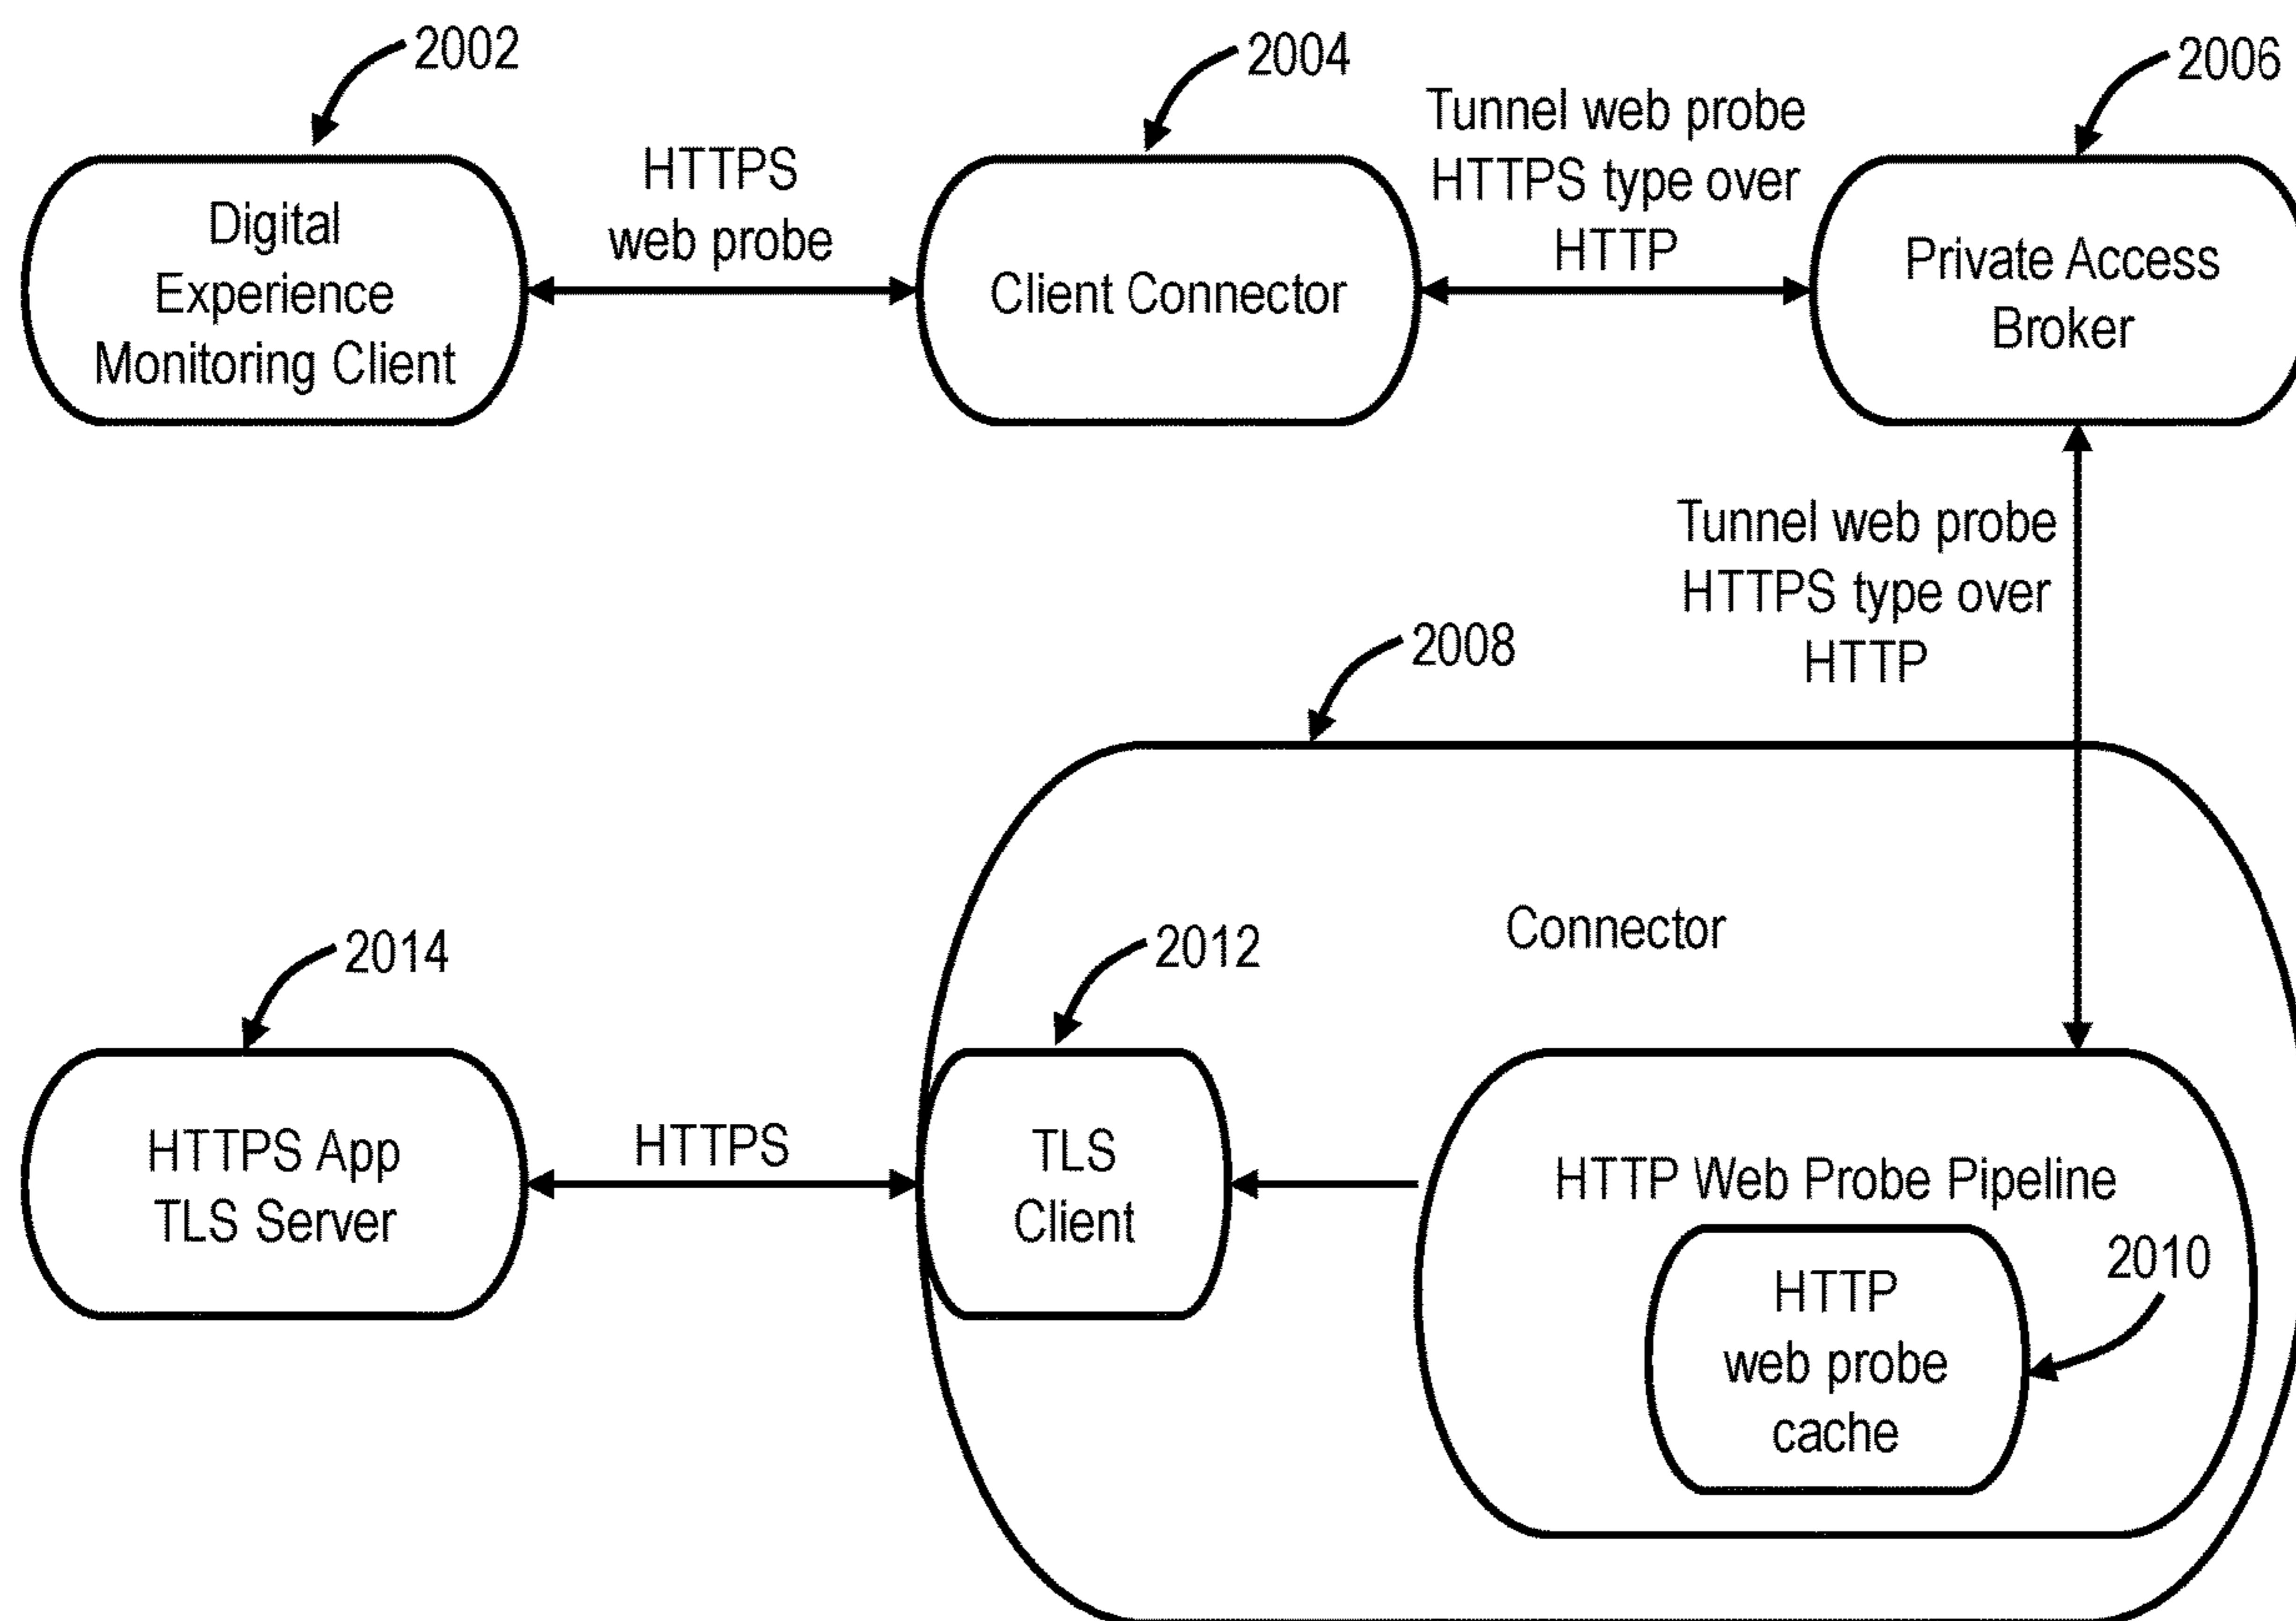 2002
2004
2006
Digital
Experience
Monitoring Client
HTTPS
web probe
Client Connector
Tunnel web probe
HTTPS type over
HTTP
Private Access
Broker
Tunnel web probe
HTTPS type over
HTTP
2008
Connector
2014
2012
HTTPS App
TLS Server
HTTPS
TLS
Client
HTTP Web Probe Pipeline
2010
HTTP
web probe
cache